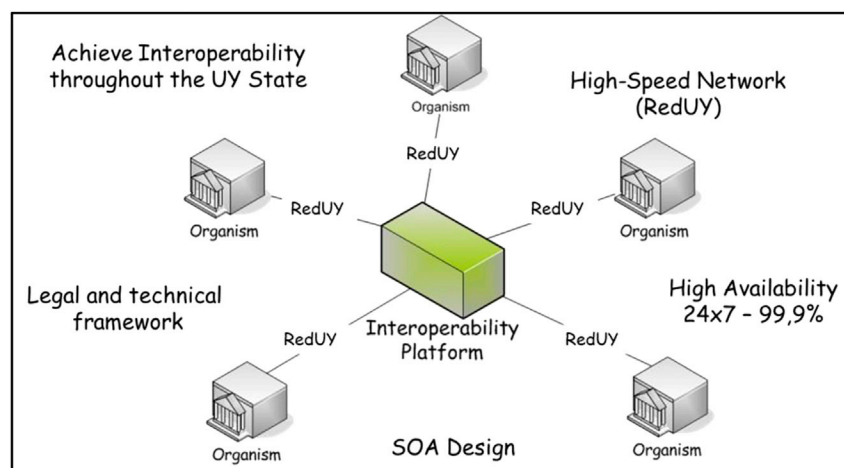 Achieve Interoperability
throughout the UY State
Organism
High-Speed Network
(RedUY)
RedUY
RedUY
RedUY
Organism
Organism
Legal and technical
framework
High Availability
24x7 – 99,9%
Interoperability
Platform
RedUY
RedUY
Organism
Organism
SOA Design